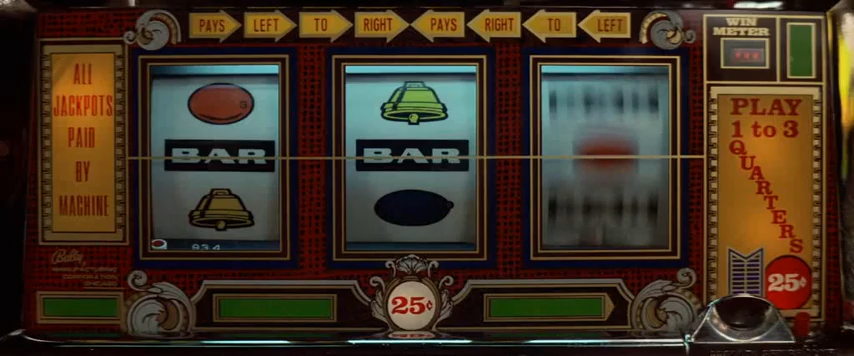 PAYS LEFT TO RIGHT PAYS RIGHT TO LEFT
WIN
METER
ALL
JACKPOTS
PAID
BY
MACHINE
BAR BAR
934
PLAY
1 to 3
QUARTERS
25¢
Bally
25¢